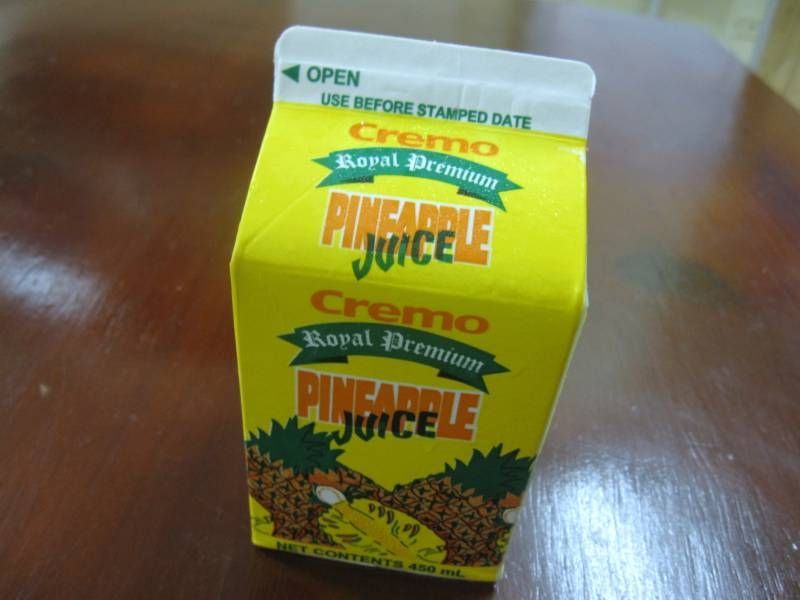 OPEN
USE BEFORE STAMPED DATE
Cremo
Royal Premium
PINEAPPLE
JUICE
Cremo
Royal Premium
PINEAPPLE
JUICE
NET CONTENTS 450 mL